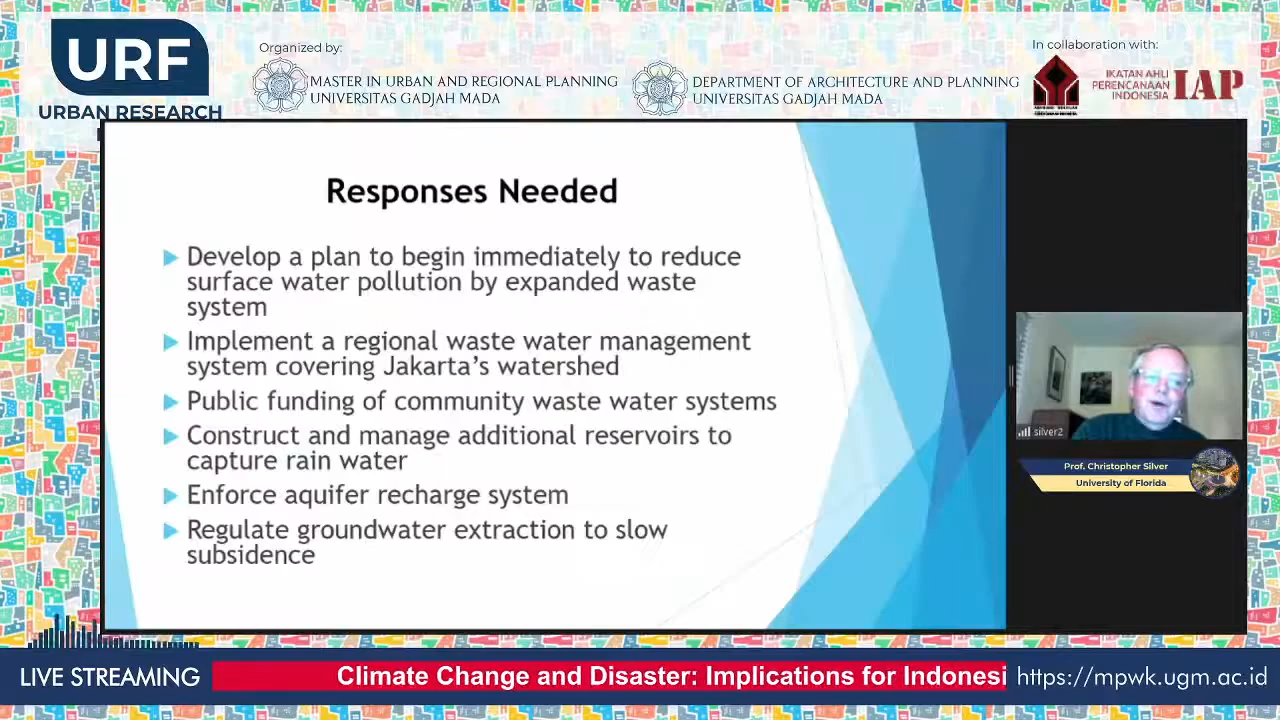 URF
URBAN RESEARCH
Organized by:
MASTER IN URBAN AND REGIONAL PLANNING
UNIVERSITAS GADJAH MADA
DEPARTMENT OF ARCHITECTURE AND PLANNING
UNIVERSITAS GADJAH MADA
In collaboration with:
IKATAN AHLI
PERENCANAAN
INDONESIA
IAP
Responses Needed
Develop a plan to begin immediately to reduce
surface water pollution by expanded waste
system
Implement a regional waste water management
system covering Jakarta's watershed
Public funding of community waste water systems
Construct and manage additional reservoirs to
capture rain water
Enforce aquifer recharge system
Regulate groundwater extraction to slow
subsidence
silver2
Prof. Christopher Silver
University of Florida
LIVE STREAMING
Climate Change and Disaster: Implications for Indonesi
https://mpwk.ugm.ac.id